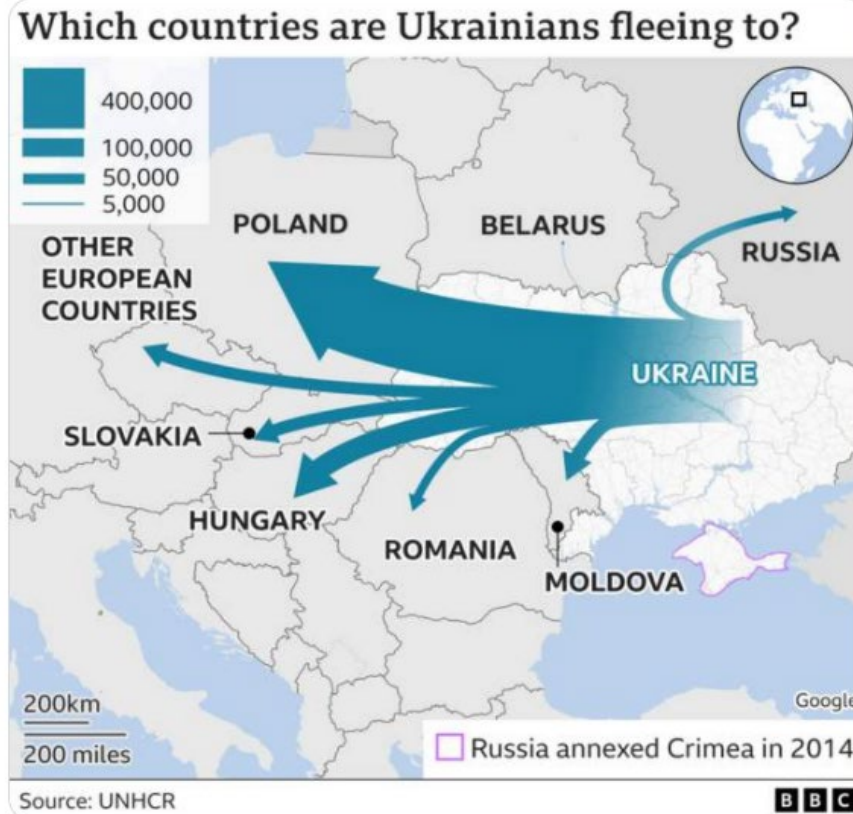 Which countries are Ukrainians fleeing to?
400,000
100,000
50,000
5,000
POLAND
BELARUS
RUSSIA
OTHER
EUROPEAN
COUNTRIES
UKRAINE
SLOVAKIA
HUNGARY
ROMANIA
MOLDOVA
200km
200 miles
Google
Russia annexed Crimea in 2014
Source: UNHCR
BBC